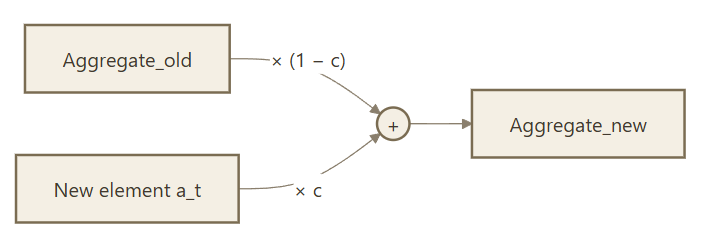 Aggregate_old
× (1 − c)
+
Aggregate_new
New element a_t
× c